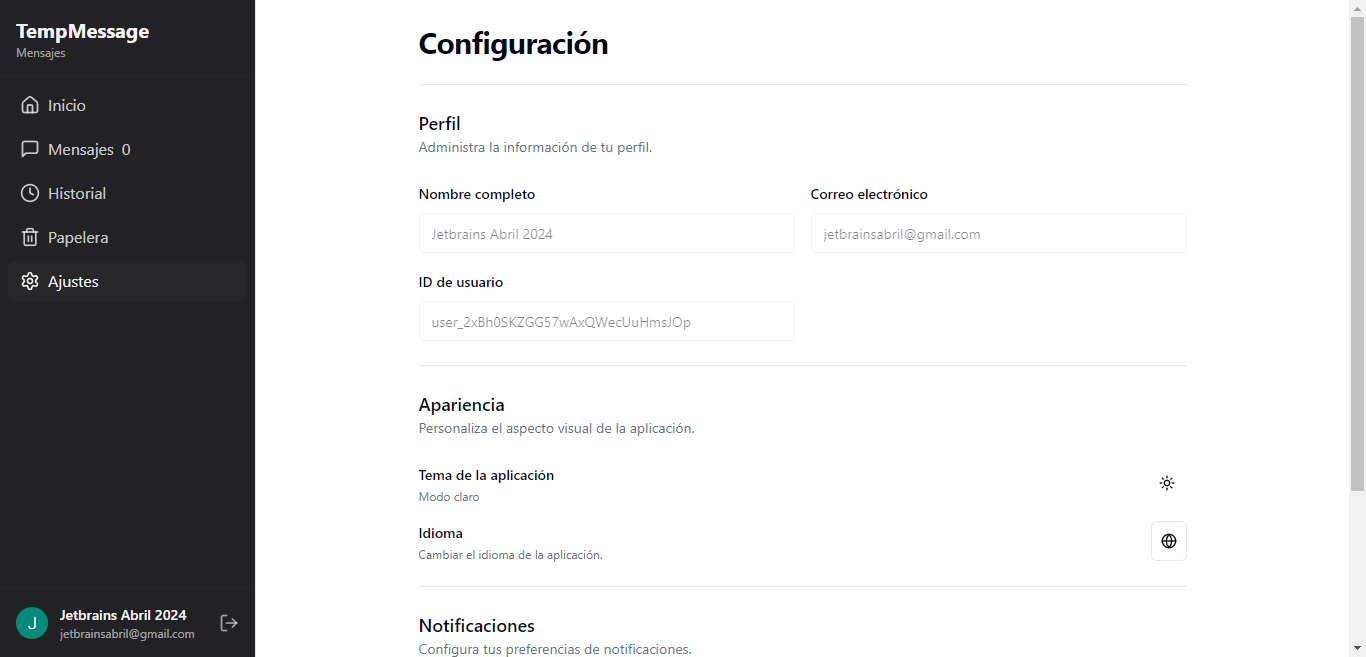 TempMessage
Mensajes
Inicio
Mensajes 0
Historial
Papelera
Ajustes
Jetbrains Abril 2024
jetbrainsabril@gmail.com
Configuración
Perfil
Administra la información de tu perfil.
Nombre completo
Jetbrains Abril 2024
Correo electrónico
jetbrainsabril@gmail.com
ID de usuario
user_2xBh0SKZGG57wAxQWecUuHmsJOp
Apariencia
Personaliza el aspecto visual de la aplicación.
Tema de la aplicación
Modo claro
Idioma
Cambiar el idioma de la aplicación.
Notificaciones
Configura tus preferencias de notificaciones.
J